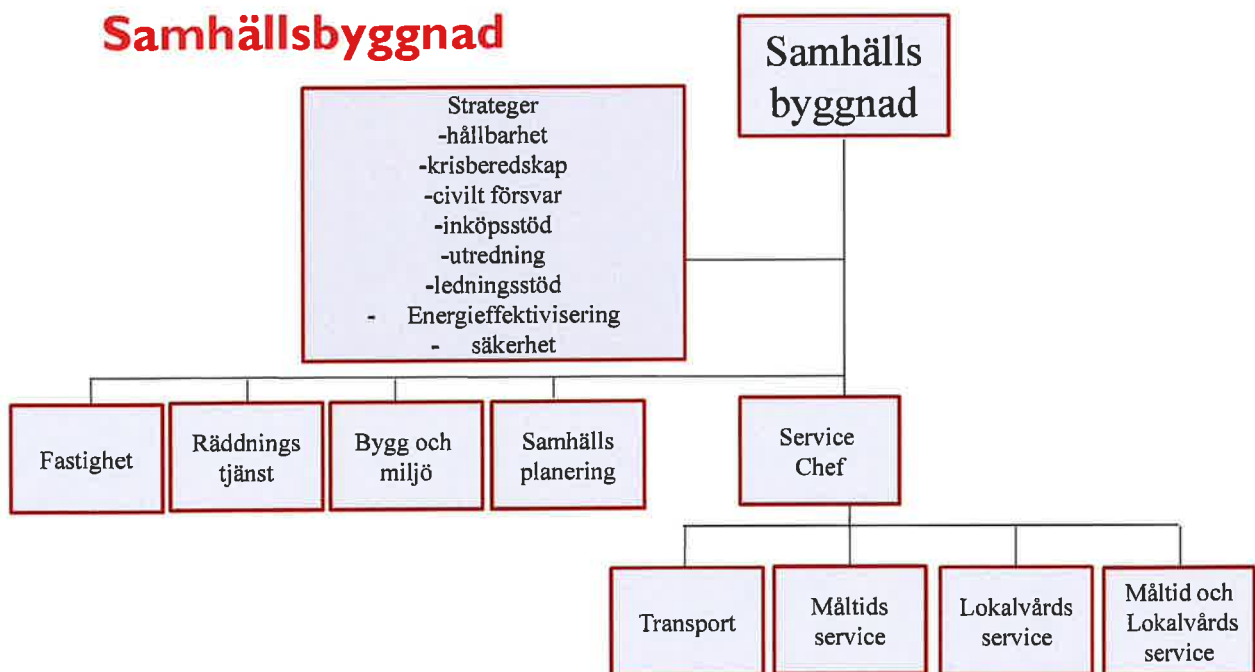 Samhällsbyggnad
Samhälls
byggnad
Strateger
-hållbarhet
-krisberedskap
-civilt försvar
-inköpsstöd
-utredning
-ledningsstöd
- Energieffektivisering
- säkerhet
Fastighet
Räddnings
tjänst
Bygg och
miljö
Samhälls
planering
Service
Chef
Transport
Måltids
service
Lokalvårds
service
Måltid och
Lokalvårds
service